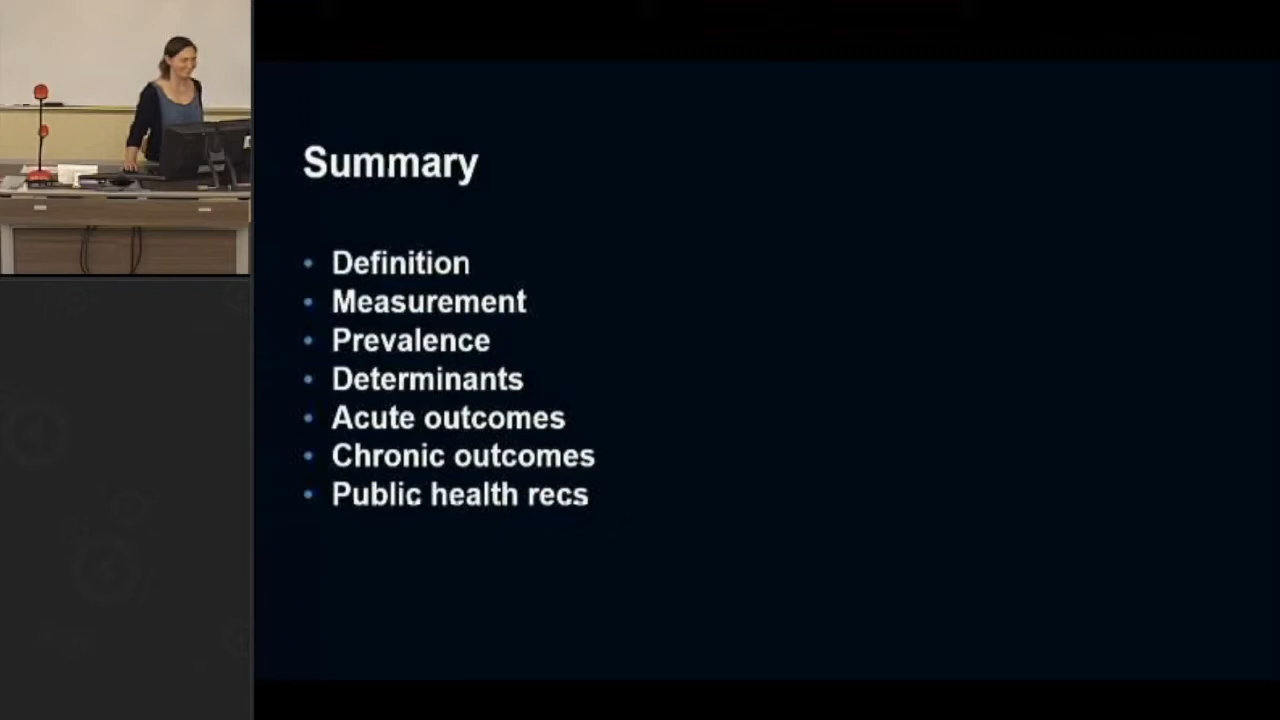 Summary
• Definition
• Measurement
• Prevalence
• Determinants
• Acute outcomes
• Chronic outcomes
• Public health recs